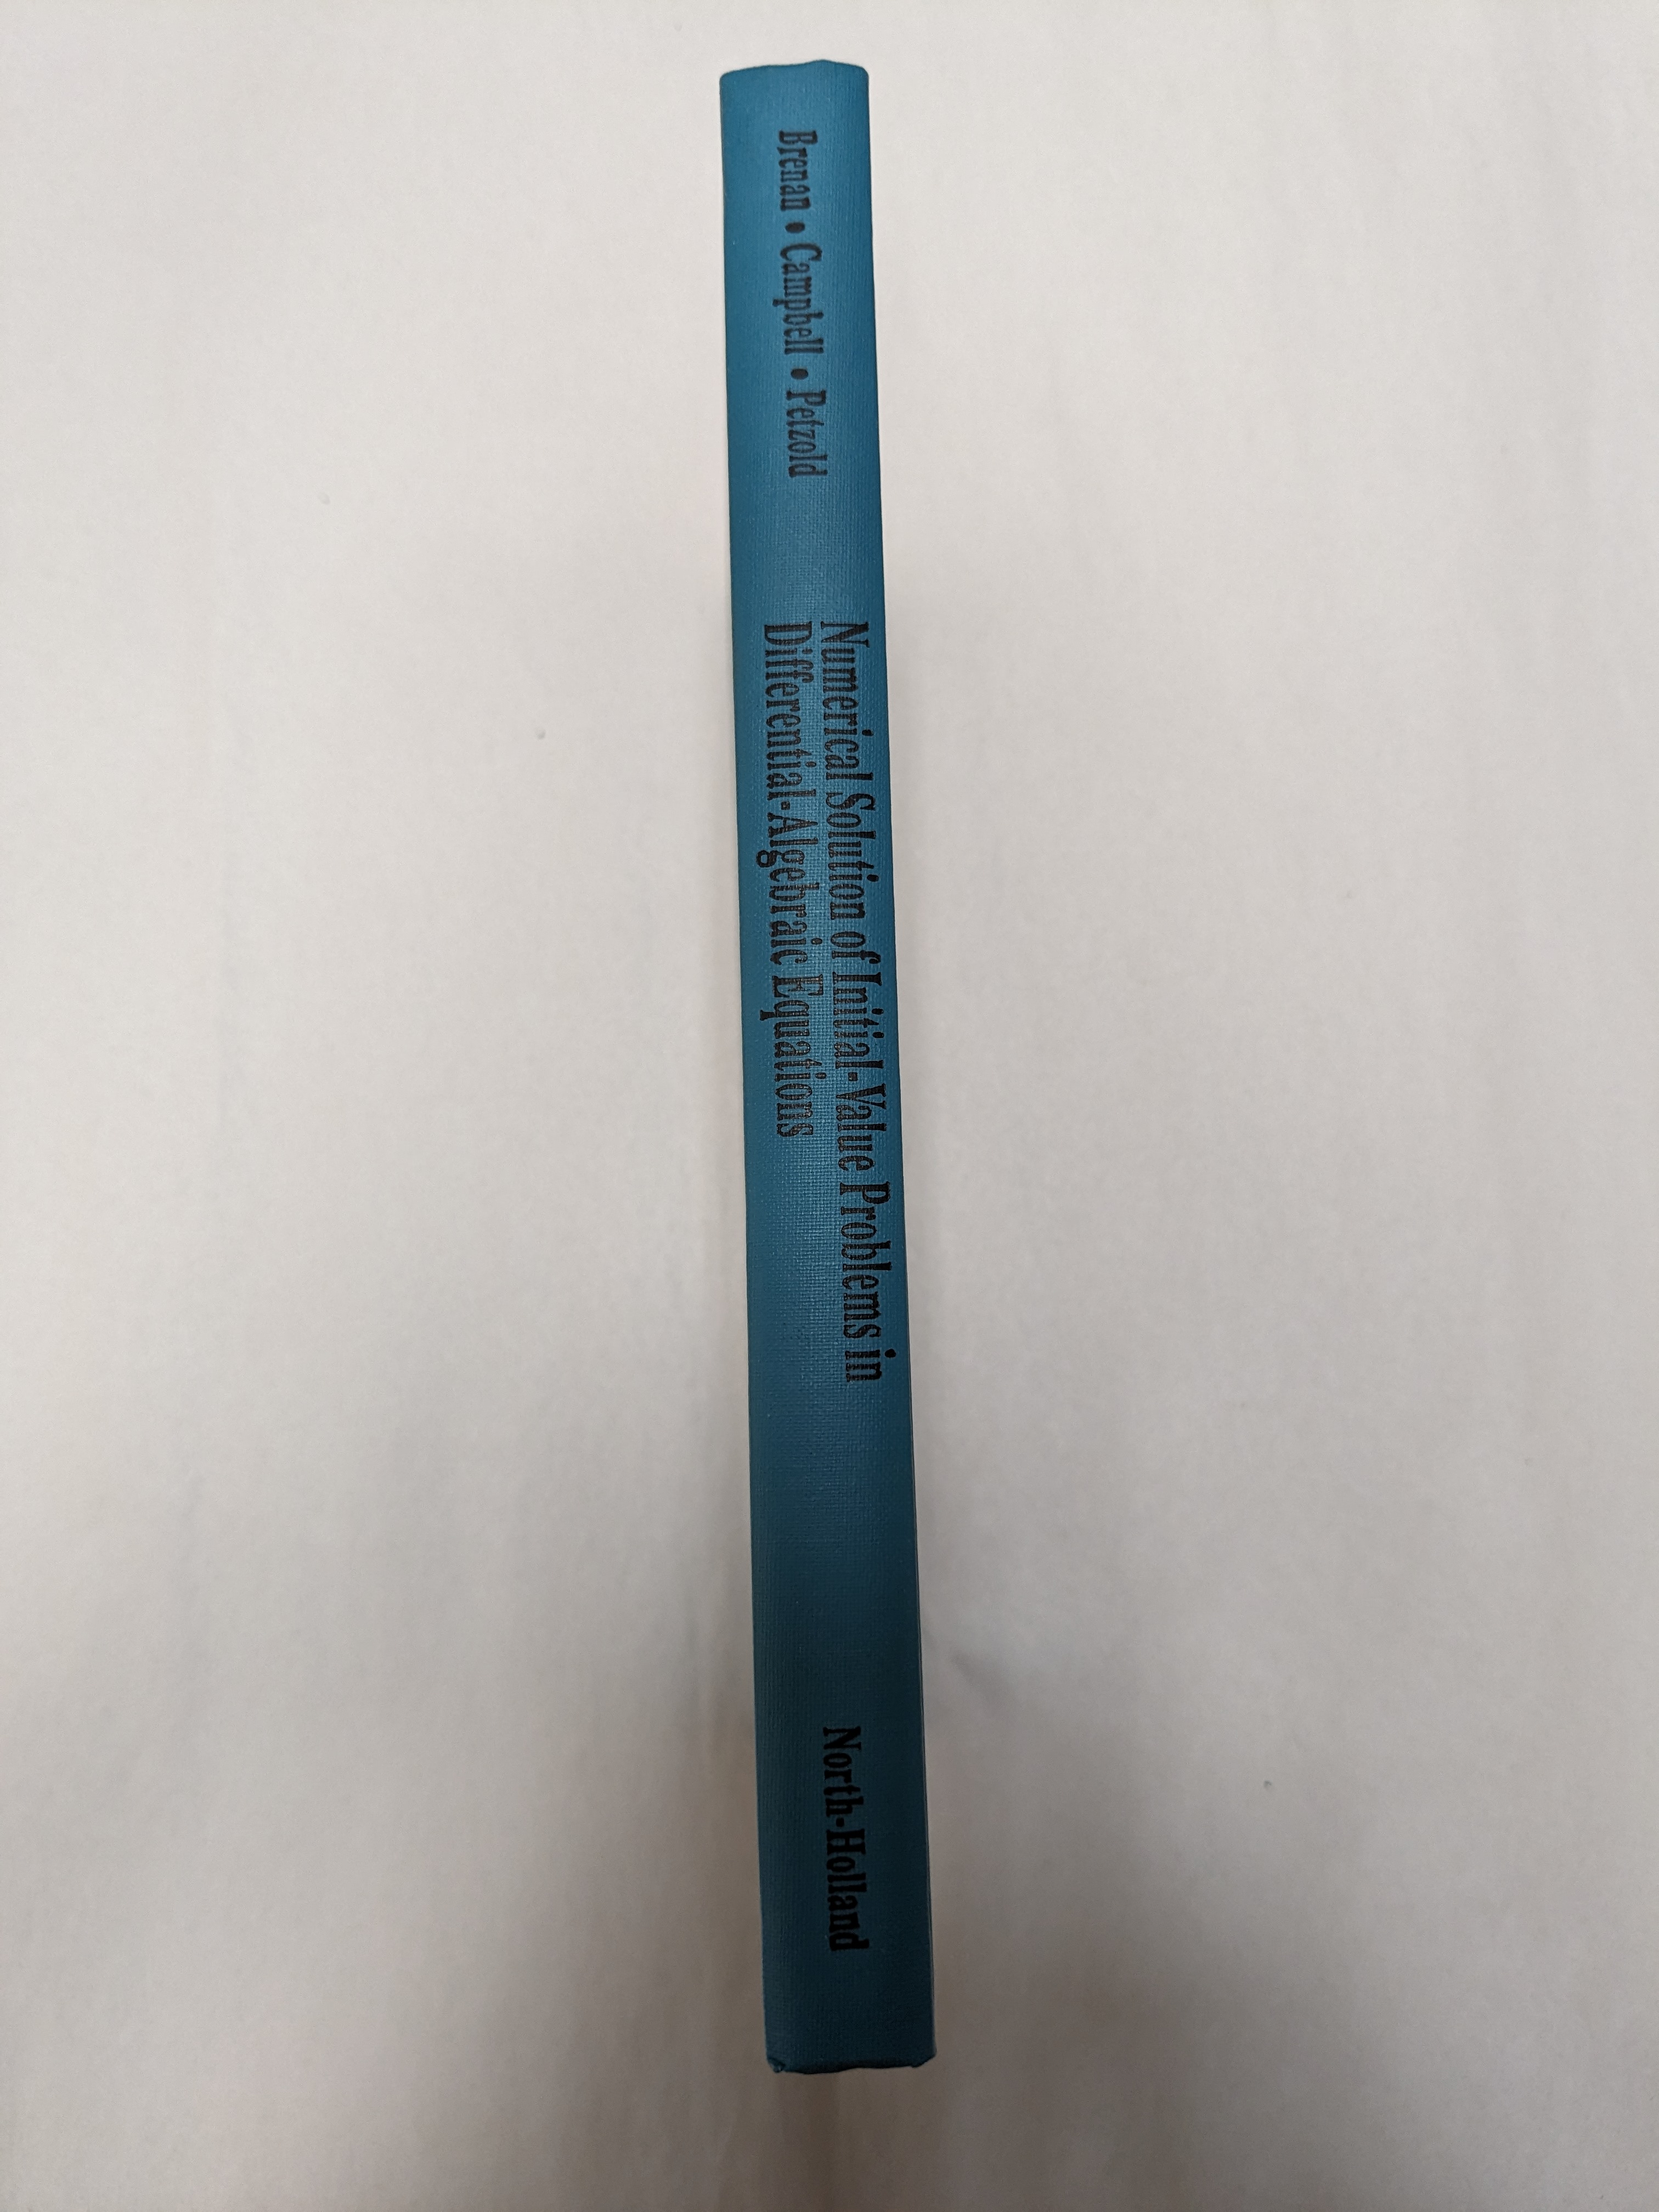 Brenan • Campbell • Petzold
Numerical Solution of Initial-Value Problems in
Differential-Algebraic Equations
North-Holland